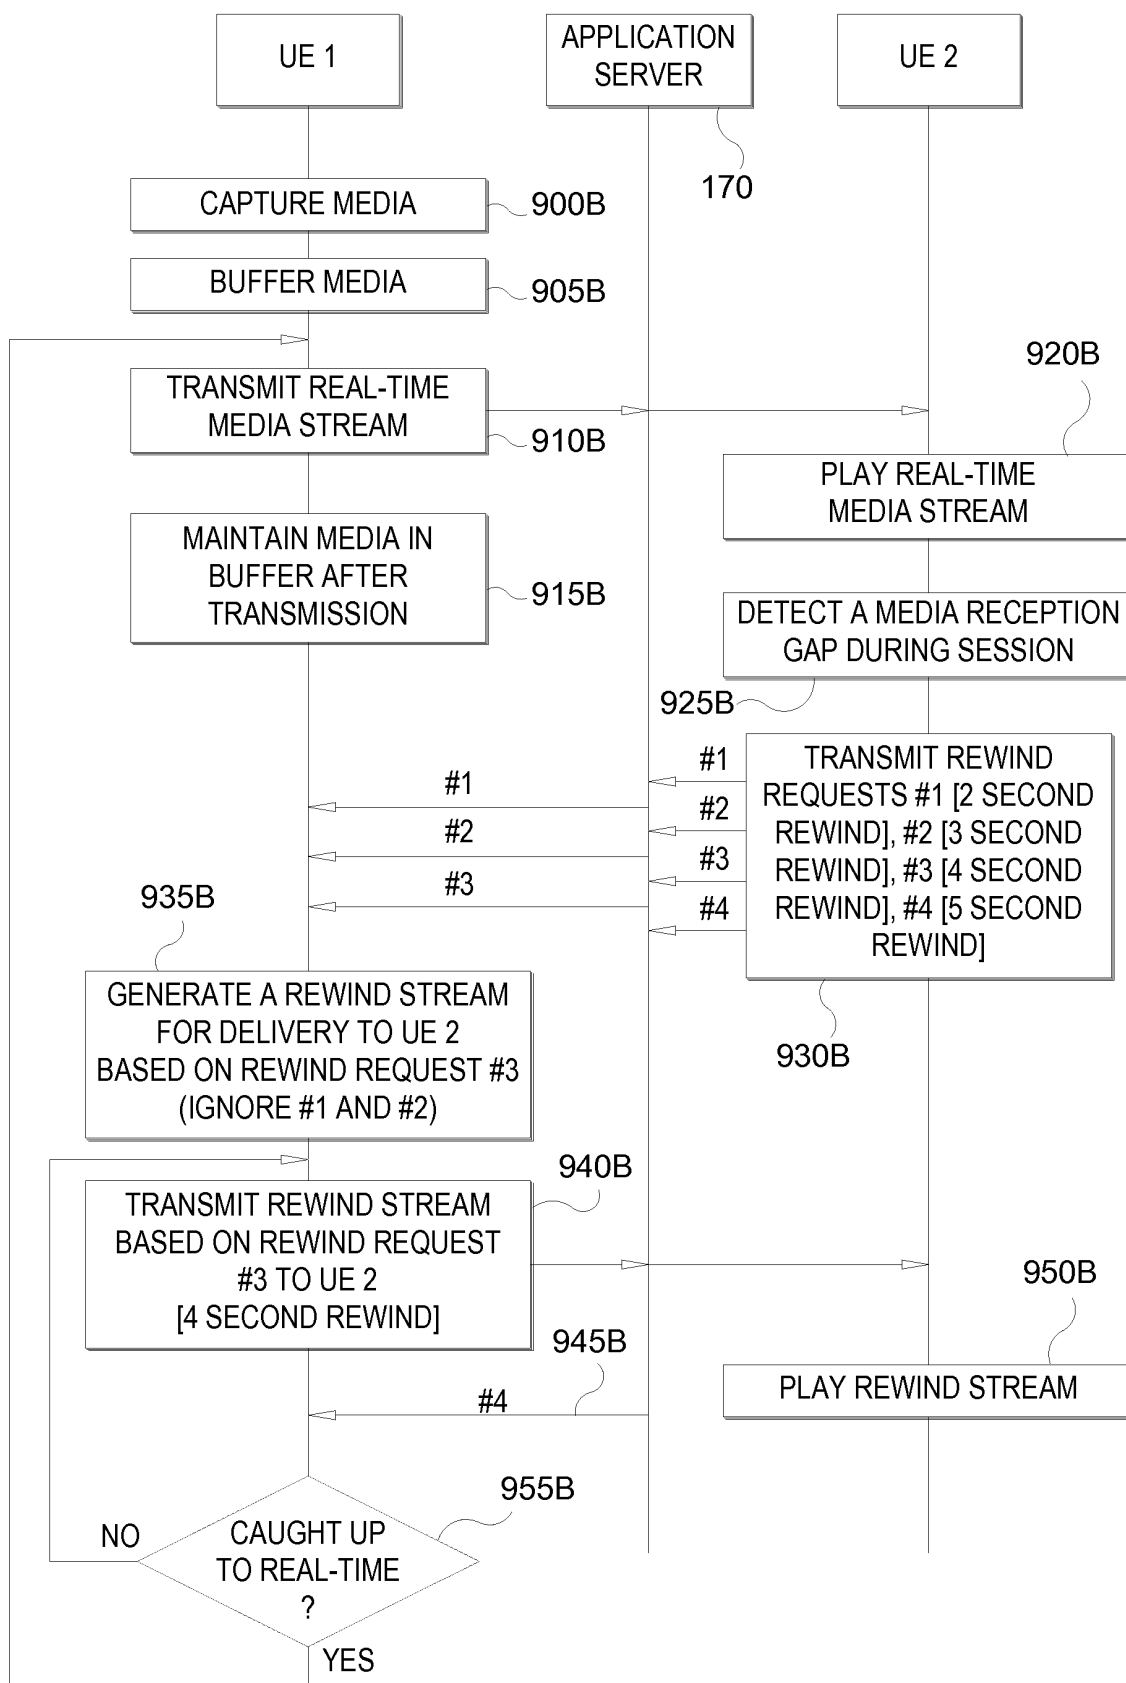 UE 1
APPLICATION
SERVER
UE 2
170
CAPTURE MEDIA
900B
BUFFER MEDIA
905B
TRANSMIT REAL-TIME
MEDIA STREAM
910B
920B
PLAY REAL-TIME
MEDIA STREAM
MAINTAIN MEDIA IN
BUFFER AFTER
TRANSMISSION
915B
DETECT A MEDIA RECEPTION
GAP DURING SESSION
925B
TRANSMIT REWIND
REQUESTS #1 [2 SECOND
REWIND], #2 [3 SECOND
REWIND], #3 [4 SECOND
REWIND], #4 [5 SECOND
REWIND]
930B
#1
#2
#3
#4
#1
#2
#3
935B
GENERATE A REWIND STREAM
FOR DELIVERY TO UE 2
BASED ON REWIND REQUEST #3
(IGNORE #1 AND #2)
940B
TRANSMIT REWIND STREAM
BASED ON REWIND REQUEST
#3 TO UE 2
[4 SECOND REWIND]
945B
#4
950B
PLAY REWIND STREAM
955B
CAUGHT UP
TO REAL-TIME
?
NO
YES